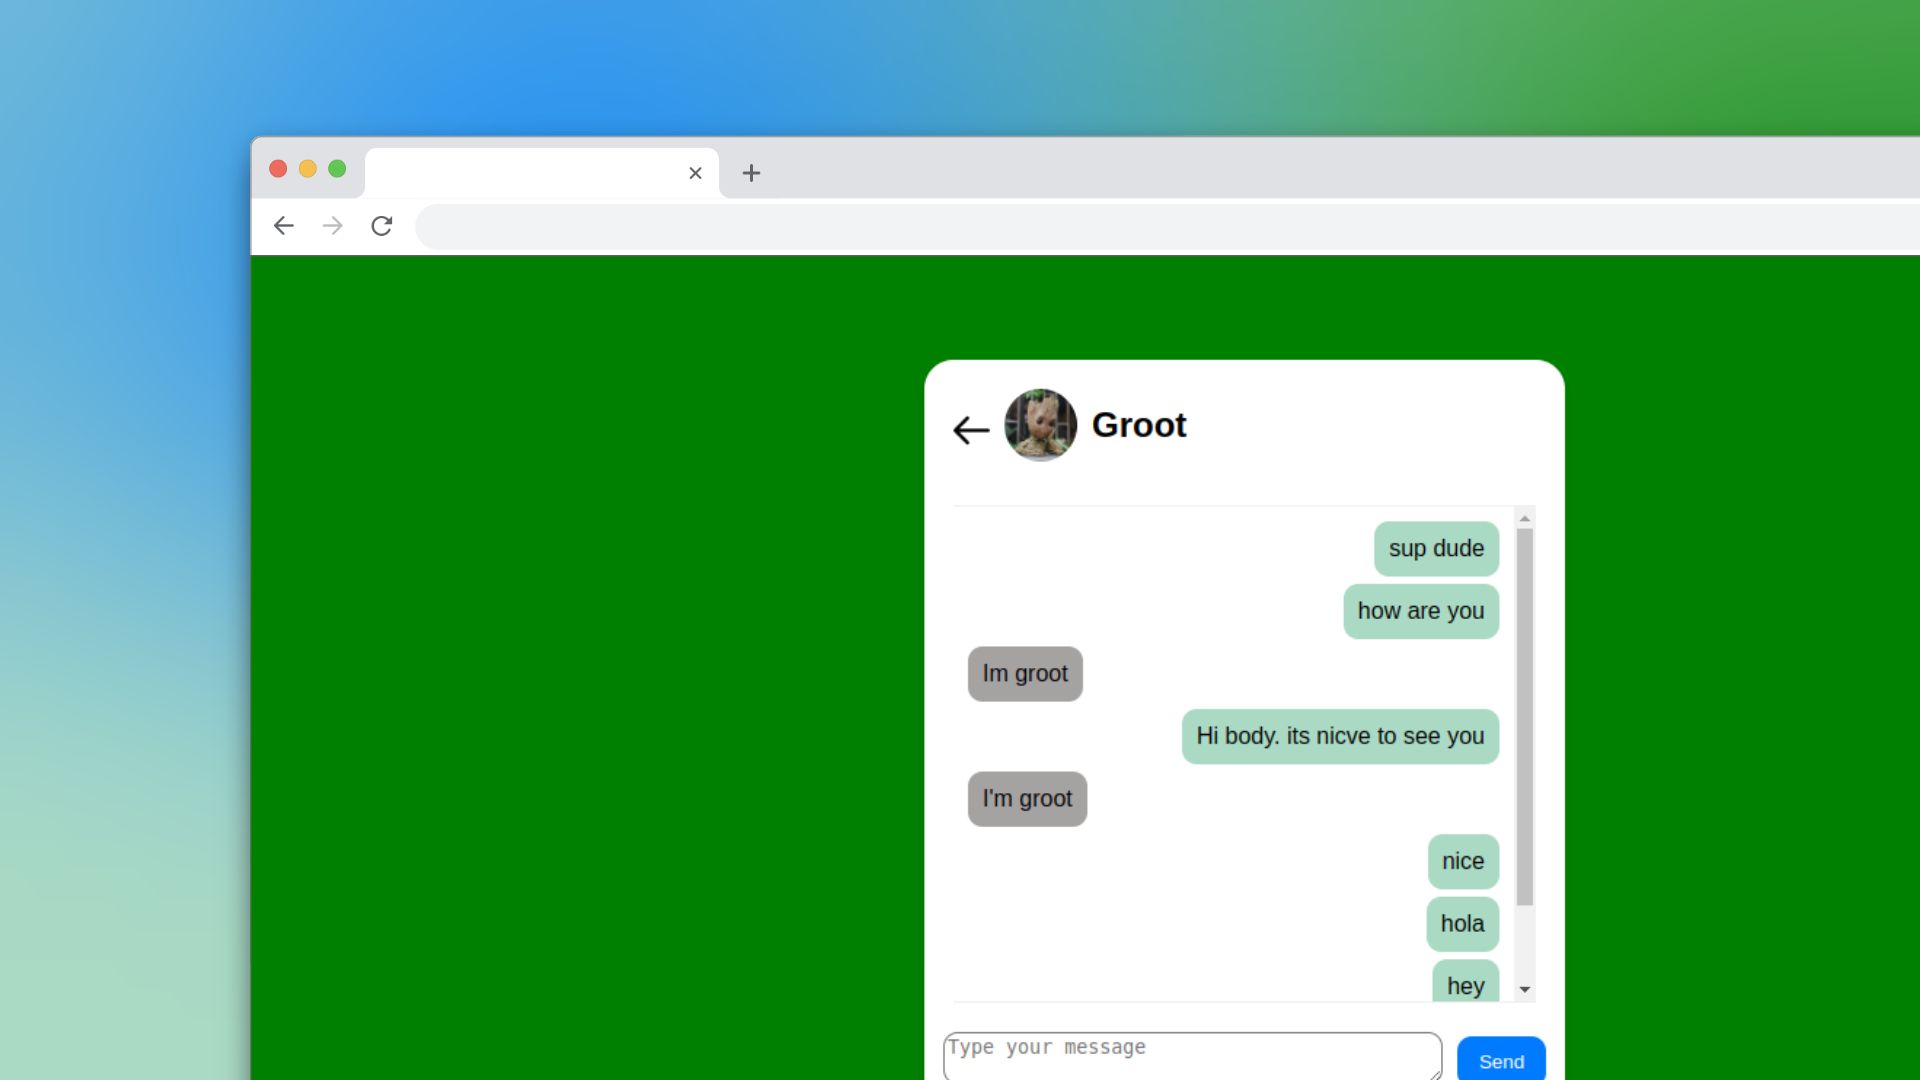 Groot
sup dude
how are you
Im groot
Hi body. its nicve to see you
I'm groot
nice
hola
hey
Type your message
Send